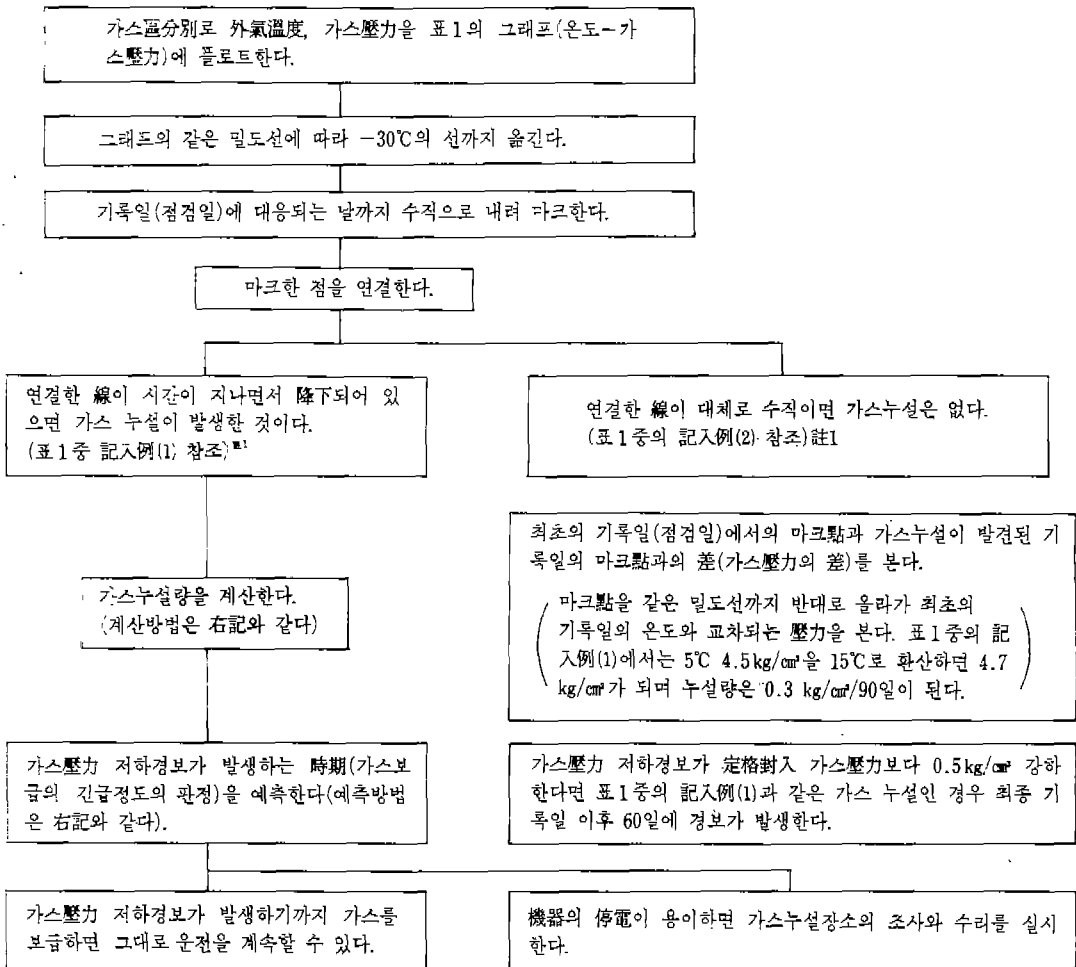 가스區分別로 外氣溫度, 가스壓力을 표1의 그래프(온도-가
스壓力)에 플로트한다.
그래프의 같은 밀도선에 따라 -30℃의 선까지 옮긴다.
기록일(점검일)에 대응되는 날까지 수직으로 내려 마크한다.
마크한 점을 연결한다.
연결한 線이 시간이 지나면서 降下되어 있
으면 가스 누설이 발생한 것이다.
(표1중 記入例(1) 참조)註1
연결한 線이 대체로 수직이면 가스누설은 없다.
(표1중의 記入例(2) 참조)註1
최초의 기록일(점검일)에서의 마크點과 가스누설이 발견된 기
록일의 마크點과의 差(가스壓力의 差)를 본다.
마크點을 같은 밀도선까지 반대로 올라가 최초의
기록일의 온도와 교차되는 壓力을 본다. 표1중의 記
入例(1)에서는 5℃ 4.5kg/㎠을 15℃로 환산하면 4.7
kg/㎠가 되며 누설량은 0.3 kg/㎠/90일이 된다.
가스누설량을 계산한다.
(계산방법은 右記와 같다)
가스壓力 저하경보가 발생하는 時期(가스보
급의 긴급정도의 판정)을 예측한다(예측방법
은 右記와 같다).
가스壓力 저하경보가 定格封入 가스壓力보다 0.5kg/㎠ 강하
한다면 표1중의 記入例(1)과 같은 가스 누설인 경우 최종 기
록일 이후 60일에 경보가 발생한다.
가스壓力 저하경보가 발생하기까지 가스를
보급하면 그대로 운전을 계속할 수 있다.
機器의 停電이 용이하면 가스누설장소의 조사와 수리를 실시
한다.